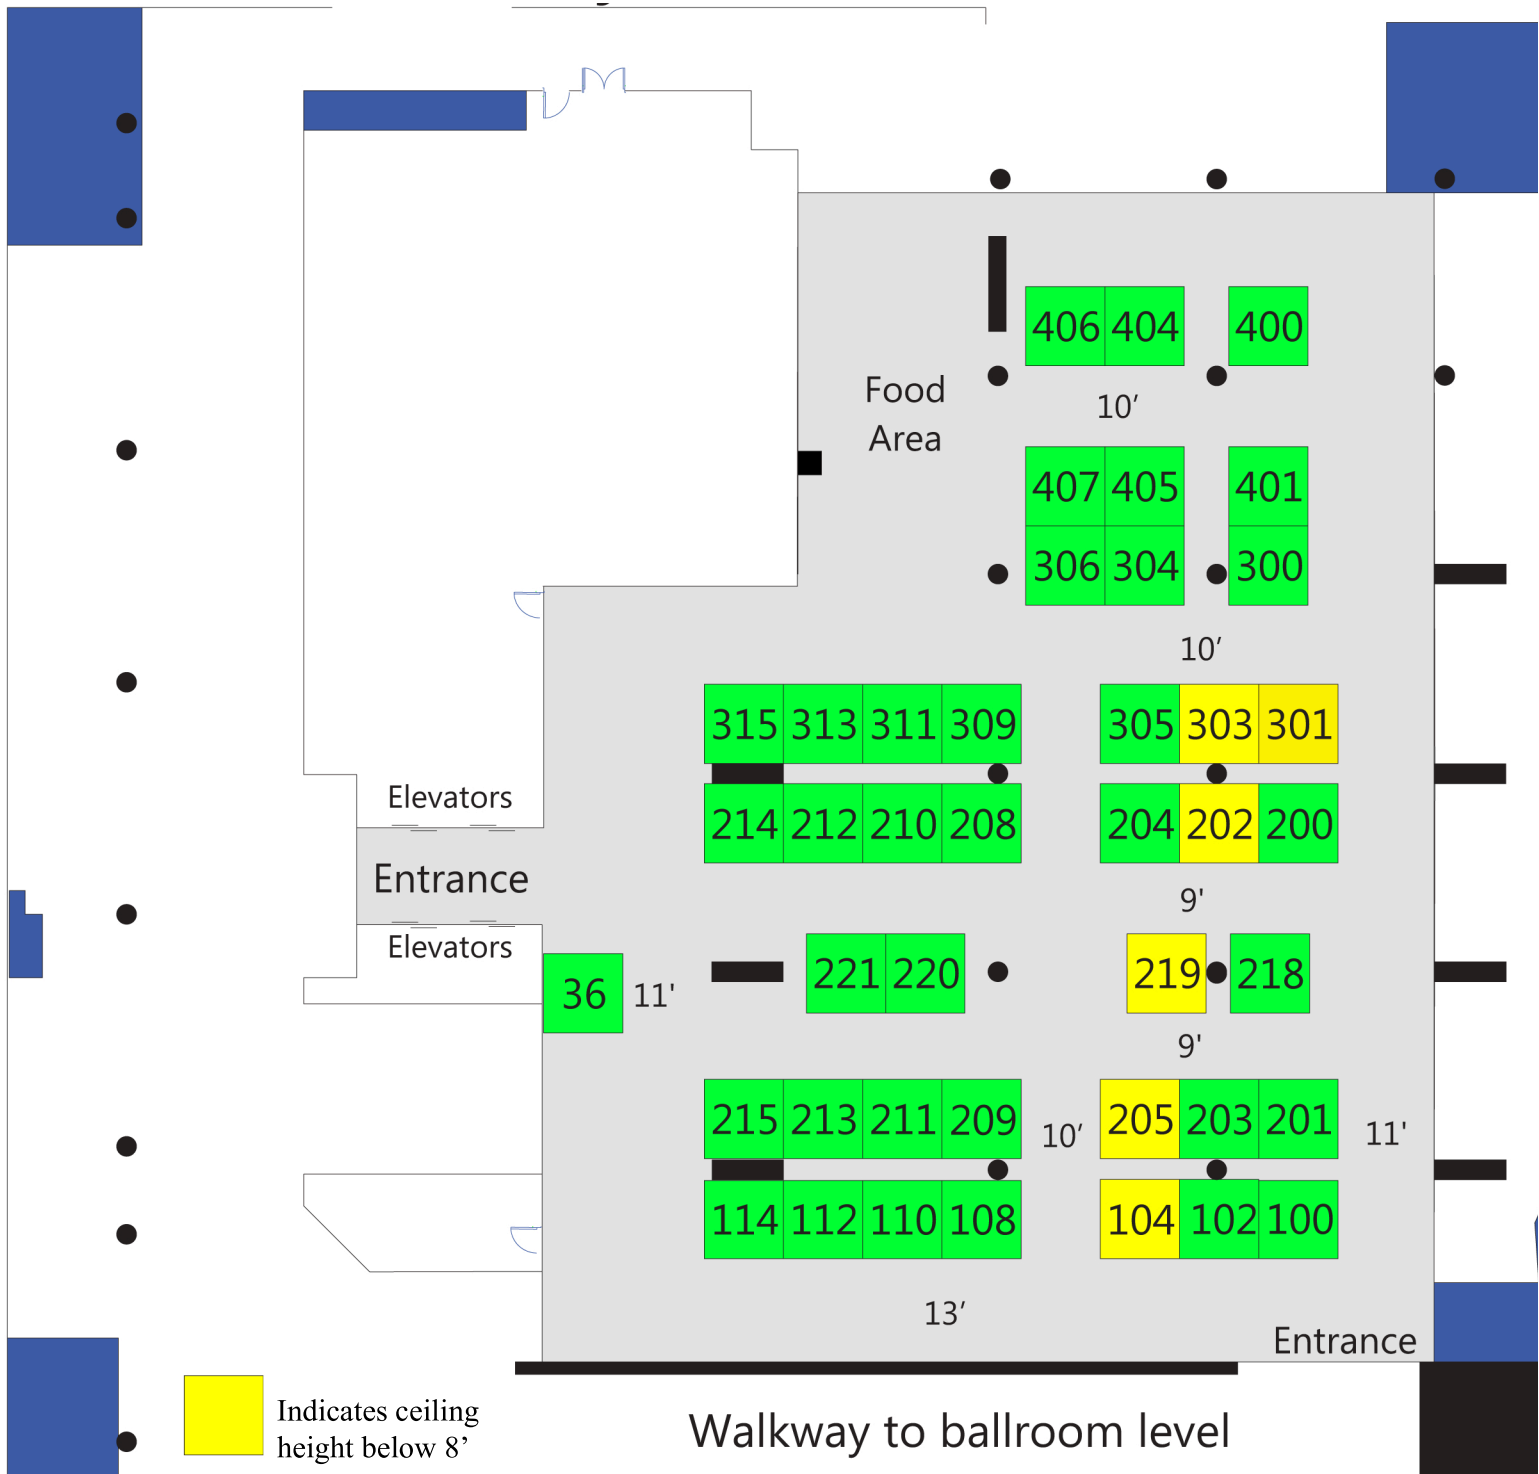 406 404 400
Food
Area
10’
407 405 401
306 304 300
10’
315 313 311 309 305 303 301
Elevators
214 212 210 208 204 202 200
Entrance
9'
Elevators
221 220 219 218
36 11'
9'
215 213 211 209 10’ 205 203 201 11'
114 112 110 108 104 102 100
13’
Entrance
Indicates ceiling
height below 8’
Walkway to ballroom level